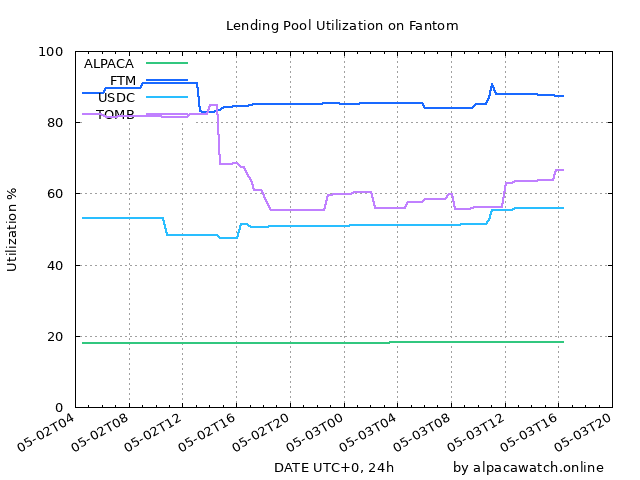 Lending Pool Utilization on Fantom
100
80
60
40
20
0
Utilization %
ALPACA
FTM
USDC
TOMB
05-02T04
05-02T08
05-02T12
05-02T16
05-02T20
05-03T00
05-03T04
05-03T08
05-03T12
05-03T16
05-03T20
DATE UTC+0, 24h
by alpacawatch.online